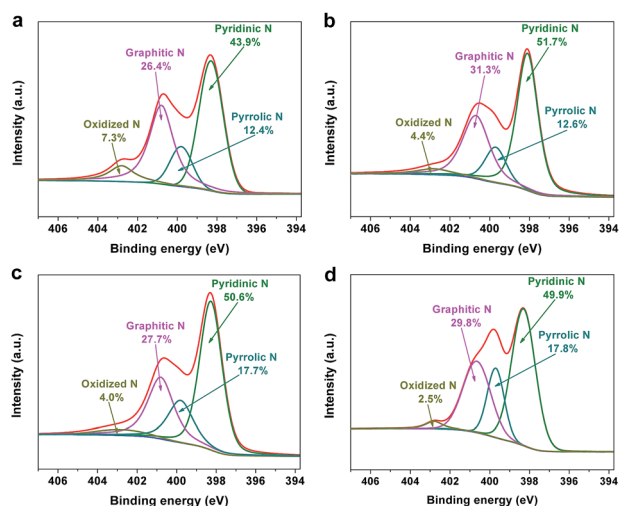 a
Pyridinic N
43.9%
Graphitic N
26.4%
Pyrrolic N
12.4%
Oxidized N
7.3%
Intensity (a.u.)
406 404 402 400 398 396 394
Binding energy (eV)
b
Pyridinic N
51.7%
Graphitic N
31.3%
Pyrrolic N
12.6%
Oxidized N
4.4%
Intensity (a.u.)
406 404 402 400 398 396 394
Binding energy (eV)
c
Pyridinic N
50.6%
Graphitic N
27.7%
Pyrrolic N
17.7%
Oxidized N
4.0%
Intensity (a.u.)
406 404 402 400 398 396 394
Binding energy (eV)
d
Pyridinic N
49.9%
Graphitic N
29.8%
Pyrrolic N
17.8%
Oxidized N
2.5%
Intensity (a.u.)
406 404 402 400 398 396 394
Binding energy (eV)